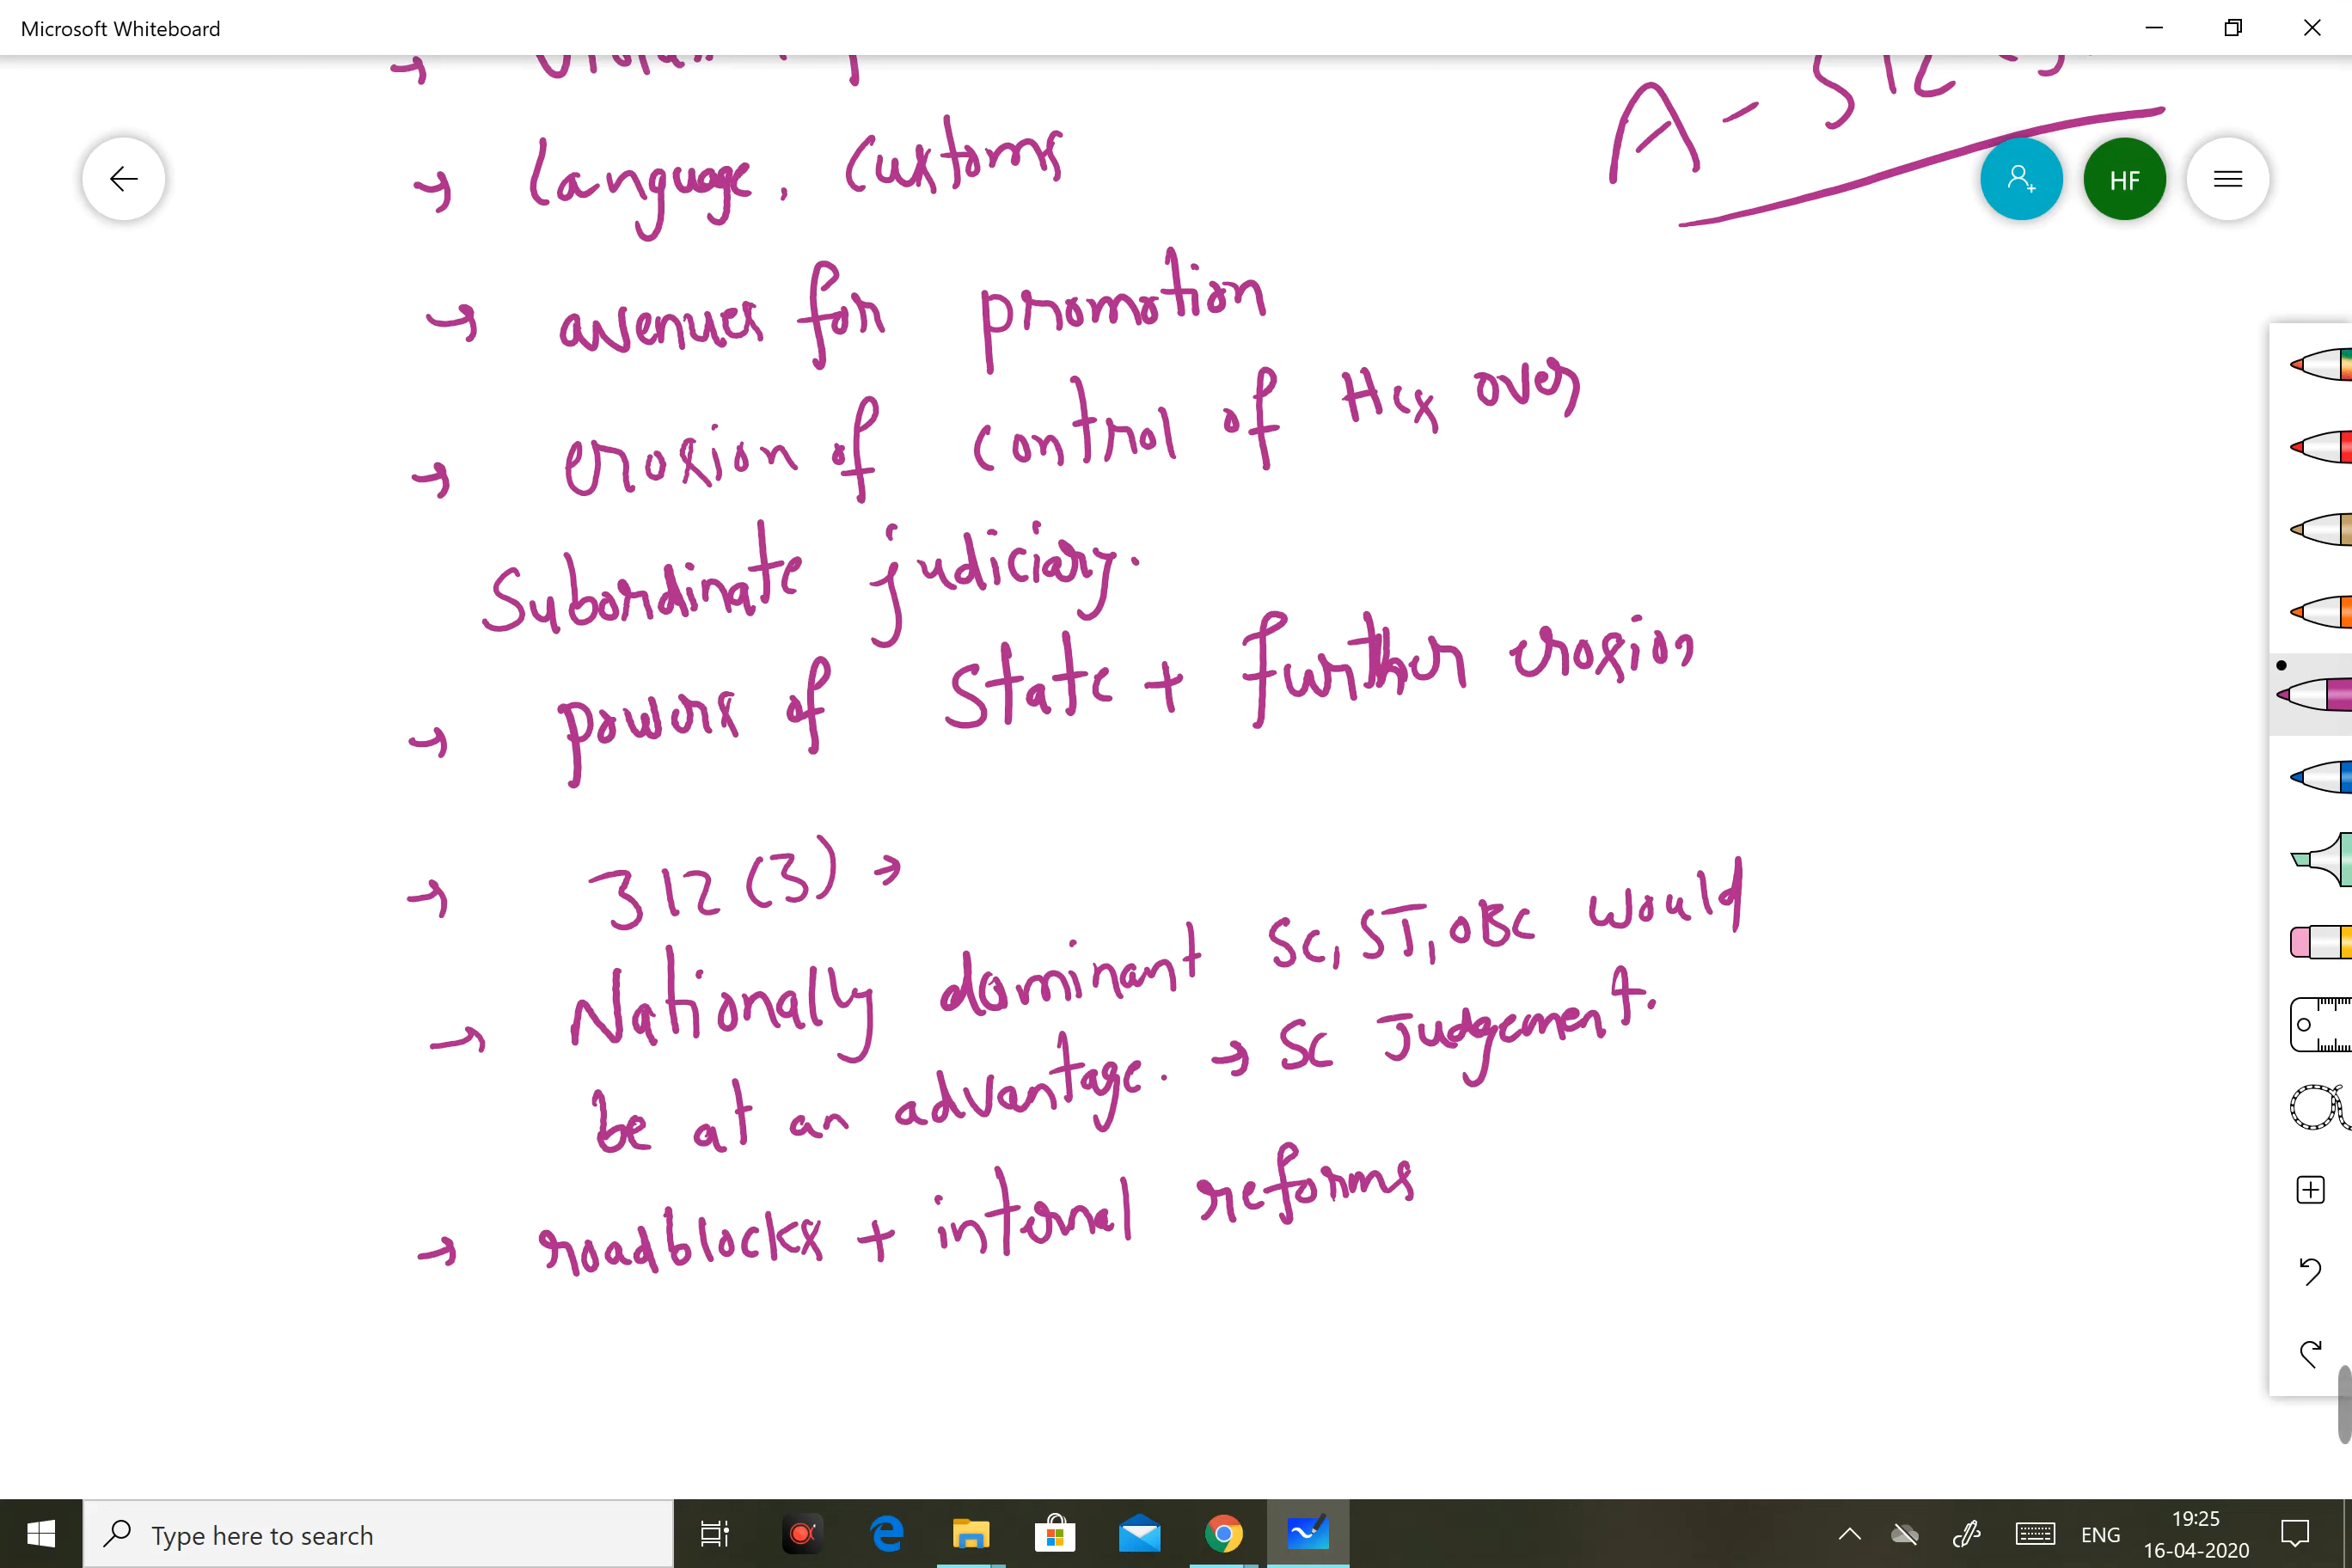 Microsoft Whiteboard
→ language, customs
→ avenues for promotion
→ erosion of control of HCs over
Subordinate judiciary.
→ powers of State + further erosion
→ 312(3) →
→ Nationally dominant SC, ST, OBC would
be at an advantage. → SC Judgement.
→ roadblocks + internal reforms
A - 312
HF
Type here to search
ENG
19:25
16-04-2020